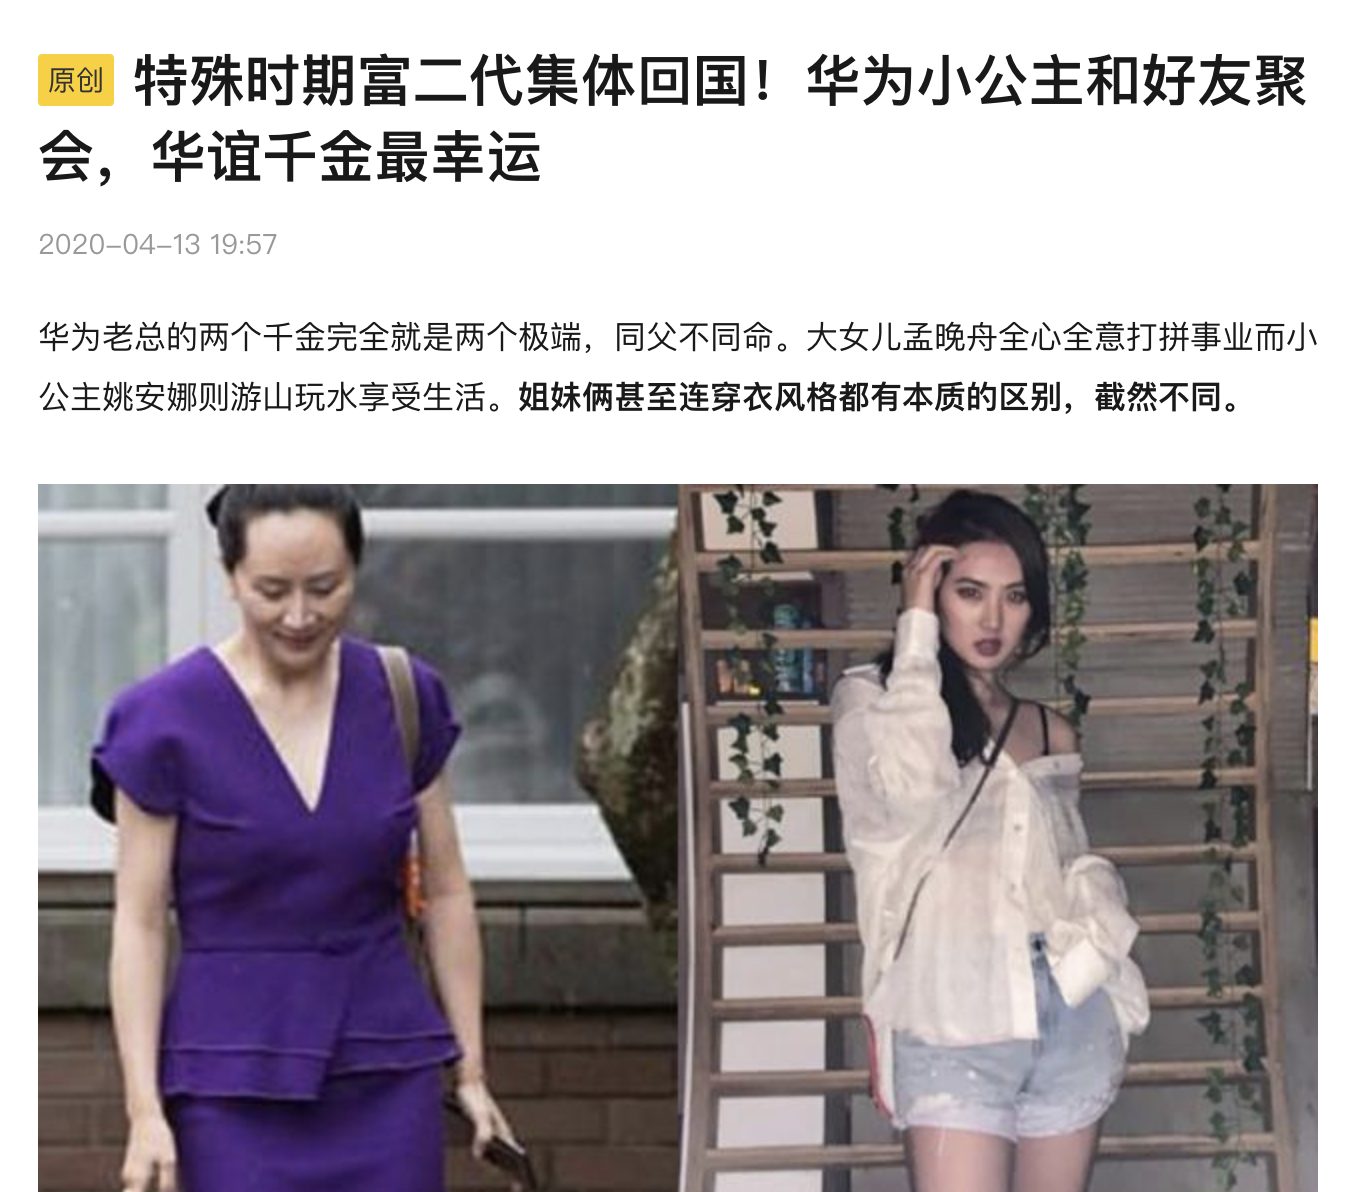 原创 特殊时期富二代集体回国！华为小公主和好友聚
会，华谊千金最幸运
2020-04-13 19:57
华为老总的两个千金完全就是两个极端，同父不同命。大女儿孟晚舟全心全意打拼事业而小
公主姚安娜则游山玩水享受生活。姐妹俩甚至连穿衣风格都有本质的区别，截然不同。